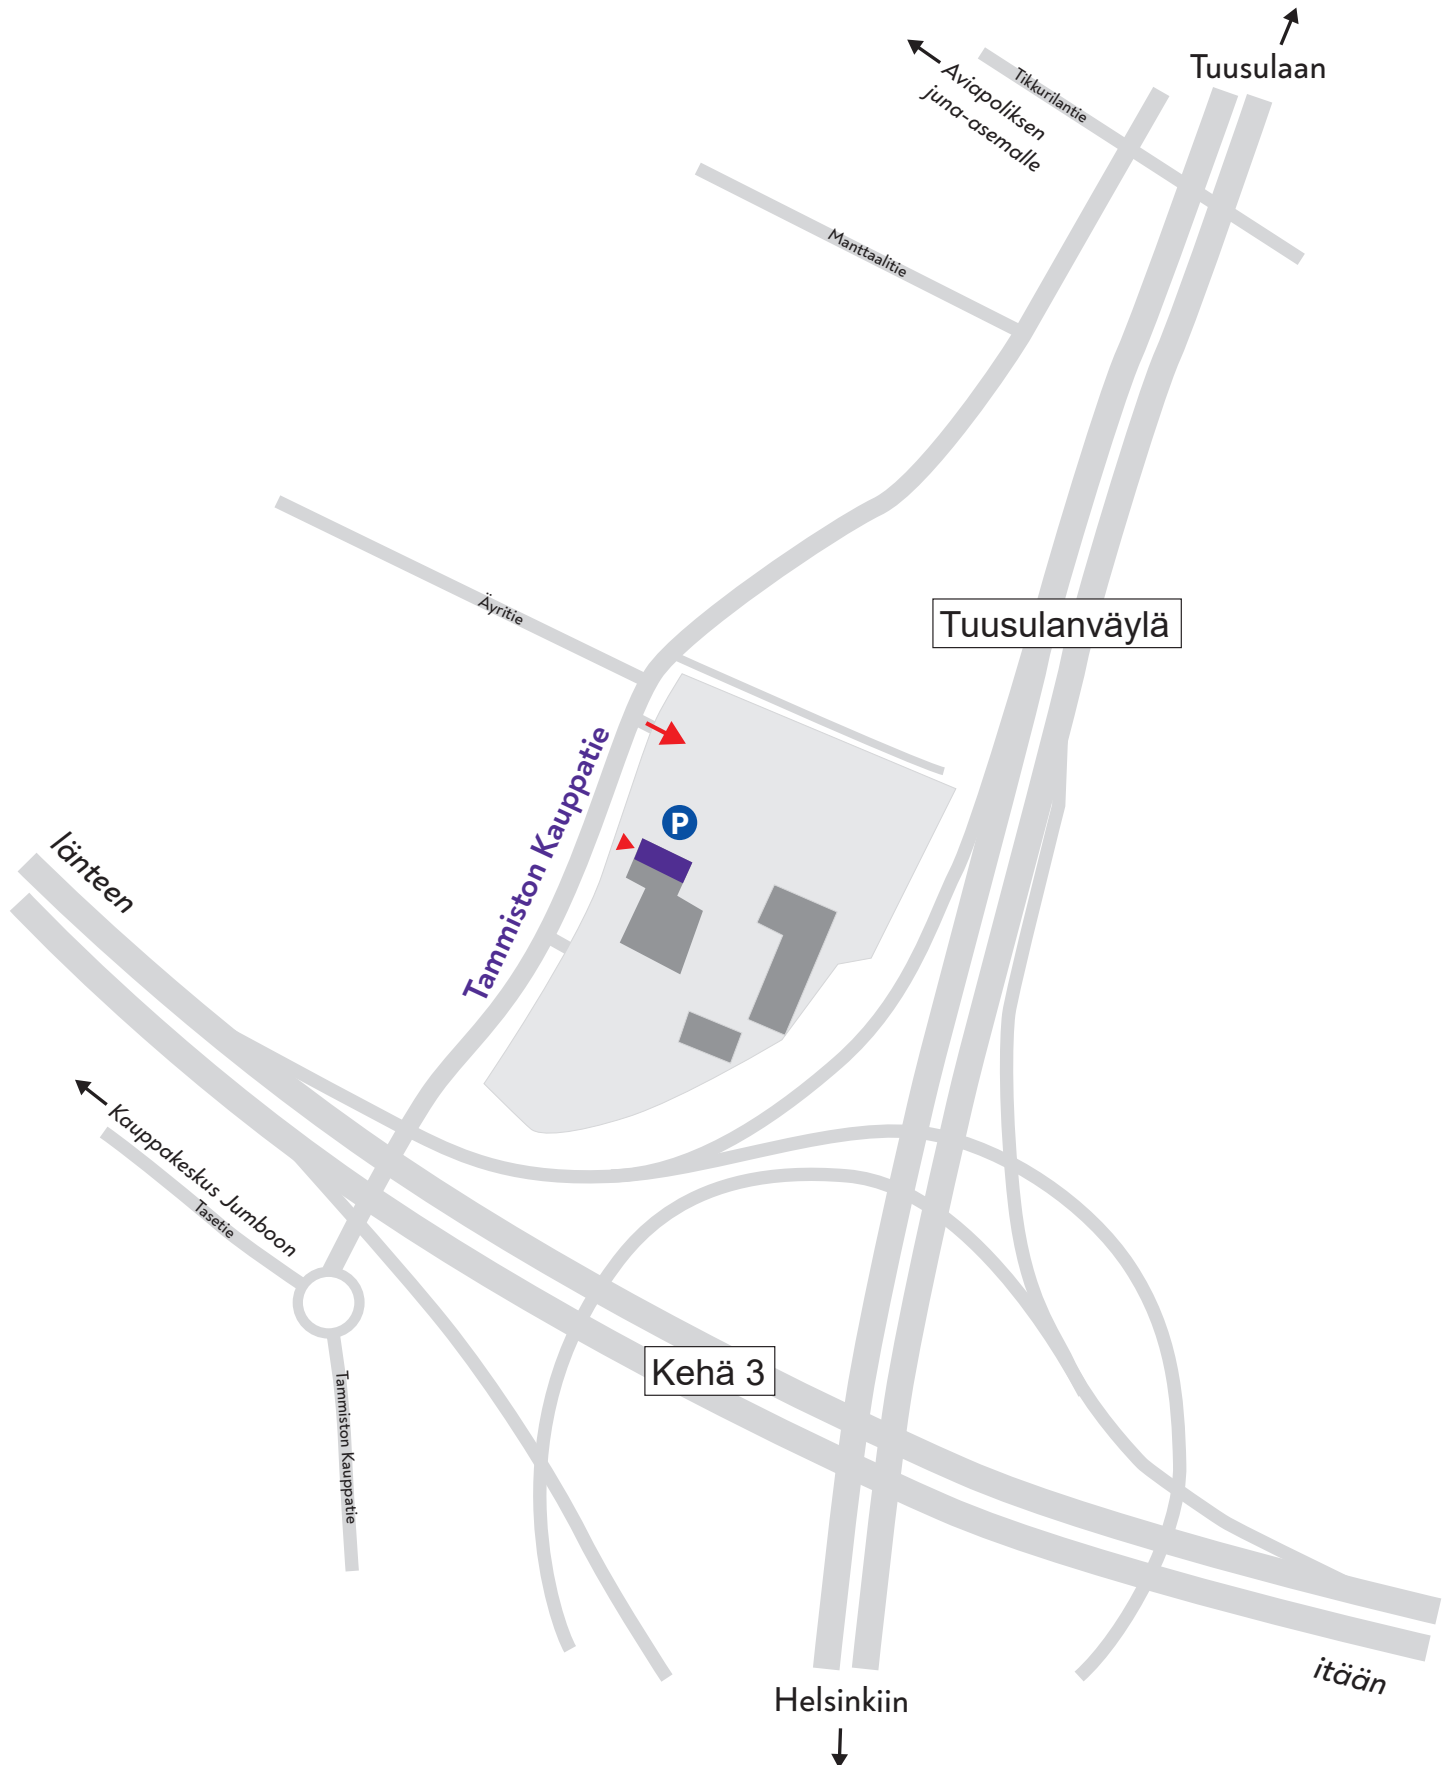 Tuusulaan
Tikkurilantie
Aviapoliksen
juna-asemalle
Manttaalitie
Äyritie
Tuusulanväylä
Tammiston Kauppatie
P
länteen
Kauppakeskus Jumboon
Tasetie
Kehä 3
Tammiston Kauppatie
itään
Helsinkiin